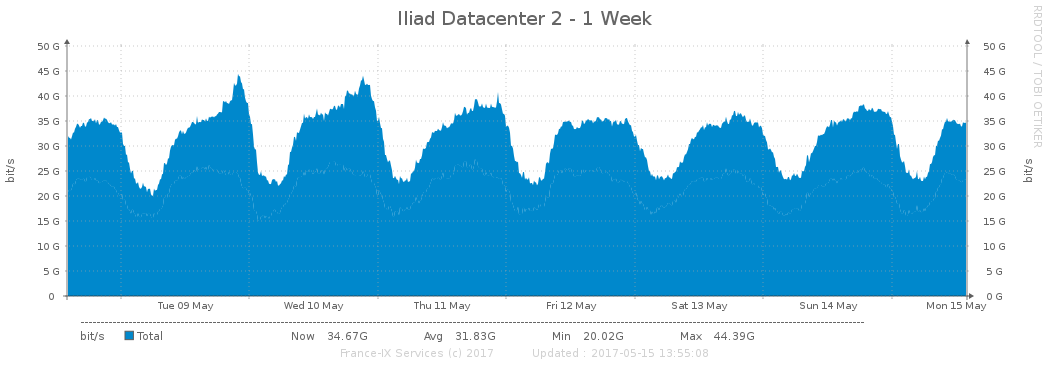 Iliad Datacenter 2 - 1 Week
RRDTOOL / TOBI OETIKER
bit/s
50 G 50 G
45 G 45 G
40 G 40 G
35 G 35 G
30 G 30 G
25 G 25 G
20 G 20 G
15 G 15 G
10 G 10 G
5 G 5 G
0 0 G
bit/s
Tue 09 May Wed 10 May Thu 11 May Fri 12 May Sat 13 May Sun 14 May Mon 15 May
bit/s Total Now 34.67G Avg 31.83G Min 20.02G Max 44.39G
France-IX Services (c) 2017 Updated : 2017-05-15 13:55:08